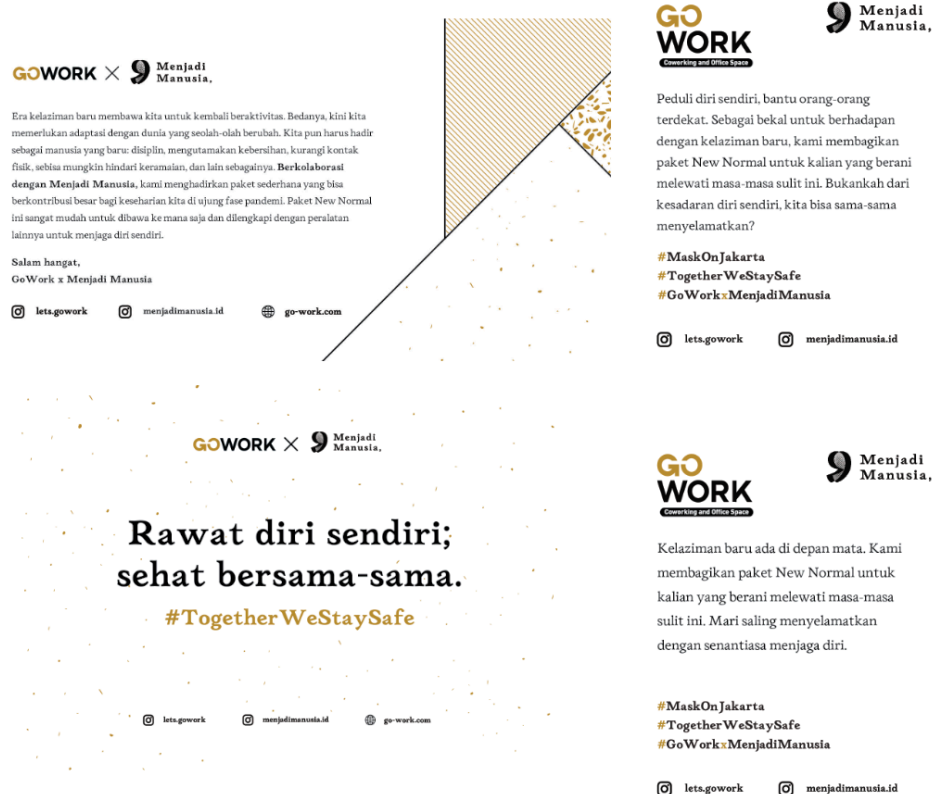 GOWORK × Menjadi
Manusia,
Era kelaziman baru membawa kita untuk kembali beraktivitas. Bedanya, kini kita
memerlukan adaptasi dengan dunia yang seolah-olah berubah. Kita pun harus hadir
sebagai manusia yang baru: disiplin, mengutamakan kebersihan, kurangi kontak
fisik, sebisa mungkin hindari keramaian, dan lain sebagainya. Berkolaborasi
dengan Menjadi Manusia, kami menghadirkan paket sederhana yang bisa
berkontribusi besar bagi keseharian kita di ujung fase pandemi. Paket New Normal
ini sangat mudah untuk dibawa ke mana saja dan dilengkapi dengan peralatan
lainnya untuk menjaga diri sendiri.
Salam hangat,
GoWork x Menjadi Manusia
lets.gowork menjadimanusia.id go-work.com
GO
WORK
Coworking and Office Space
Menjadi
Manusia,
Peduli diri sendiri, bantu orang-orang
terdekat. Sebagai bekal untuk berhadapan
dengan kelaziman baru, kami membagikan
paket New Normal untuk kalian yang berani
melewati masa-masa sulit ini. Bukankah dari
kesadaran diri sendiri, kita bisa sama-sama
menyelamatkan?
#MaskOnJakarta
#TogetherWeStaySafe
#GoWorkxMenjadiManusia
lets.gowork menjadimanusia.id
GOWORK × Menjadi
Manusia,
Rawat diri sendiri;
sehat bersama-sama.
#TogetherWeStaySafe
lets.gowork menjadimanusia.id go-work.com
GO
WORK
Coworking and Office Space
Menjadi
Manusia,
Kelaziman baru ada di depan mata. Kami
membagikan paket New Normal untuk
kalian yang berani melewati masa-masa
sulit ini. Mari saling menyelamatkan
dengan senantiasa menjaga diri.
#MaskOnJakarta
#TogetherWeStaySafe
#GoWorkxMenjadiManusia
lets.gowork menjadimanusia.id